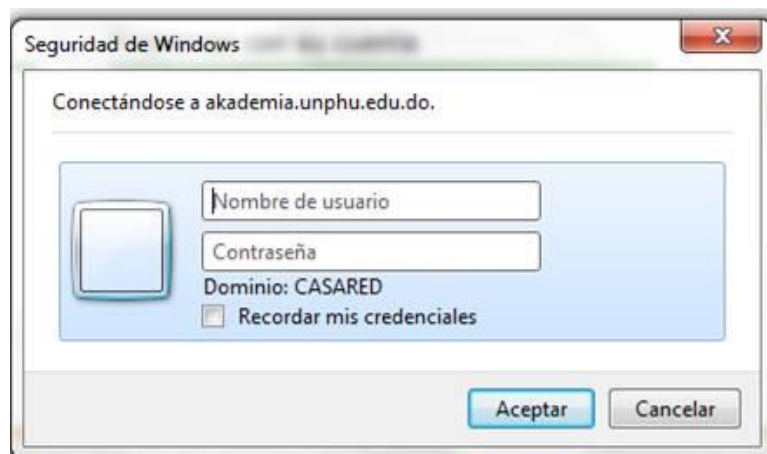 Seguridad de Windows
Conectándose a akademia.unphu.edu.do.
Nombre de usuario
Contraseña
Dominio: CASARED
Recordar mis credenciales
Aceptar
Cancelar